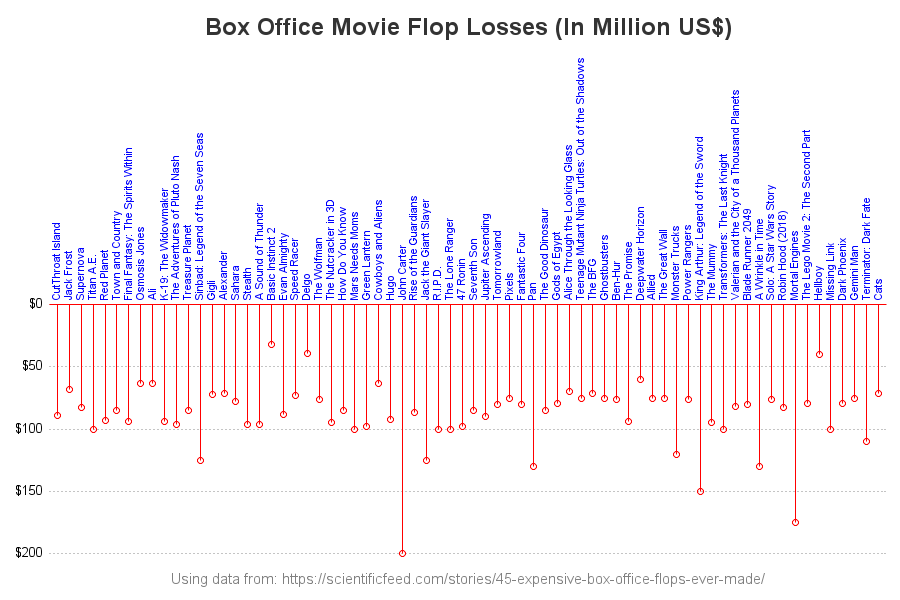 Box Office Movie Flop Losses (In Million US$)
CutThroat Island
Jack Frost
Supernova
Titan A.E.
Red Planet
Town and Country
Final Fantasy: The Spirits Within
Osmosis Jones
Ali
K-19: The Widowmaker
The Adventures of Pluto Nash
Treasure Planet
Sinbad: Legend of the Seven Seas
Gigli
Alexander
Sahara
Stealth
A Sound of Thunder
Basic Instinct 2
Evan Almighty
Speed Racer
Delgo
The Wolfman
The Nutcracker in 3D
How Do You Know
Mars Needs Moms
Green Lantern
Cowboys and Aliens
Hugo
John Carter
Rise of the Guardians
Jack the Giant Slayer
R.I.P.D.
The Lone Ranger
47 Ronin
Seventh Son
Jupiter Ascending
Tomorrowland
Pixels
Fantastic Four
Pan
The Good Dinosaur
Gods of Egypt
Alice Through the Looking Glass
Teenage Mutant Ninja Turtles: Out of the Shadows
The BFG
Ghostbusters
Ben-Hur
The Promise
Deepwater Horizon
Allied
The Great Wall
Monster Trucks
Power Rangers
King Arthur: Legend of the Sword
The Mummy
Transformers: The Last Knight
Valerian and the City of a Thousand Planets
Blade Runner 2049
A Wrinkle in Time
Solo: A Star Wars Story
Robin Hood (2018)
Mortal Engines
The Lego Movie 2: The Second Part
Hellboy
Missing Link
Dark Phenix
Gemini Man
Terminator: Dark Fate
Cats
$0
$50
$100
$150
$200
Using data from: https://scientificfeed.com/stories/45-expensive-box-office-flops-ever-made/